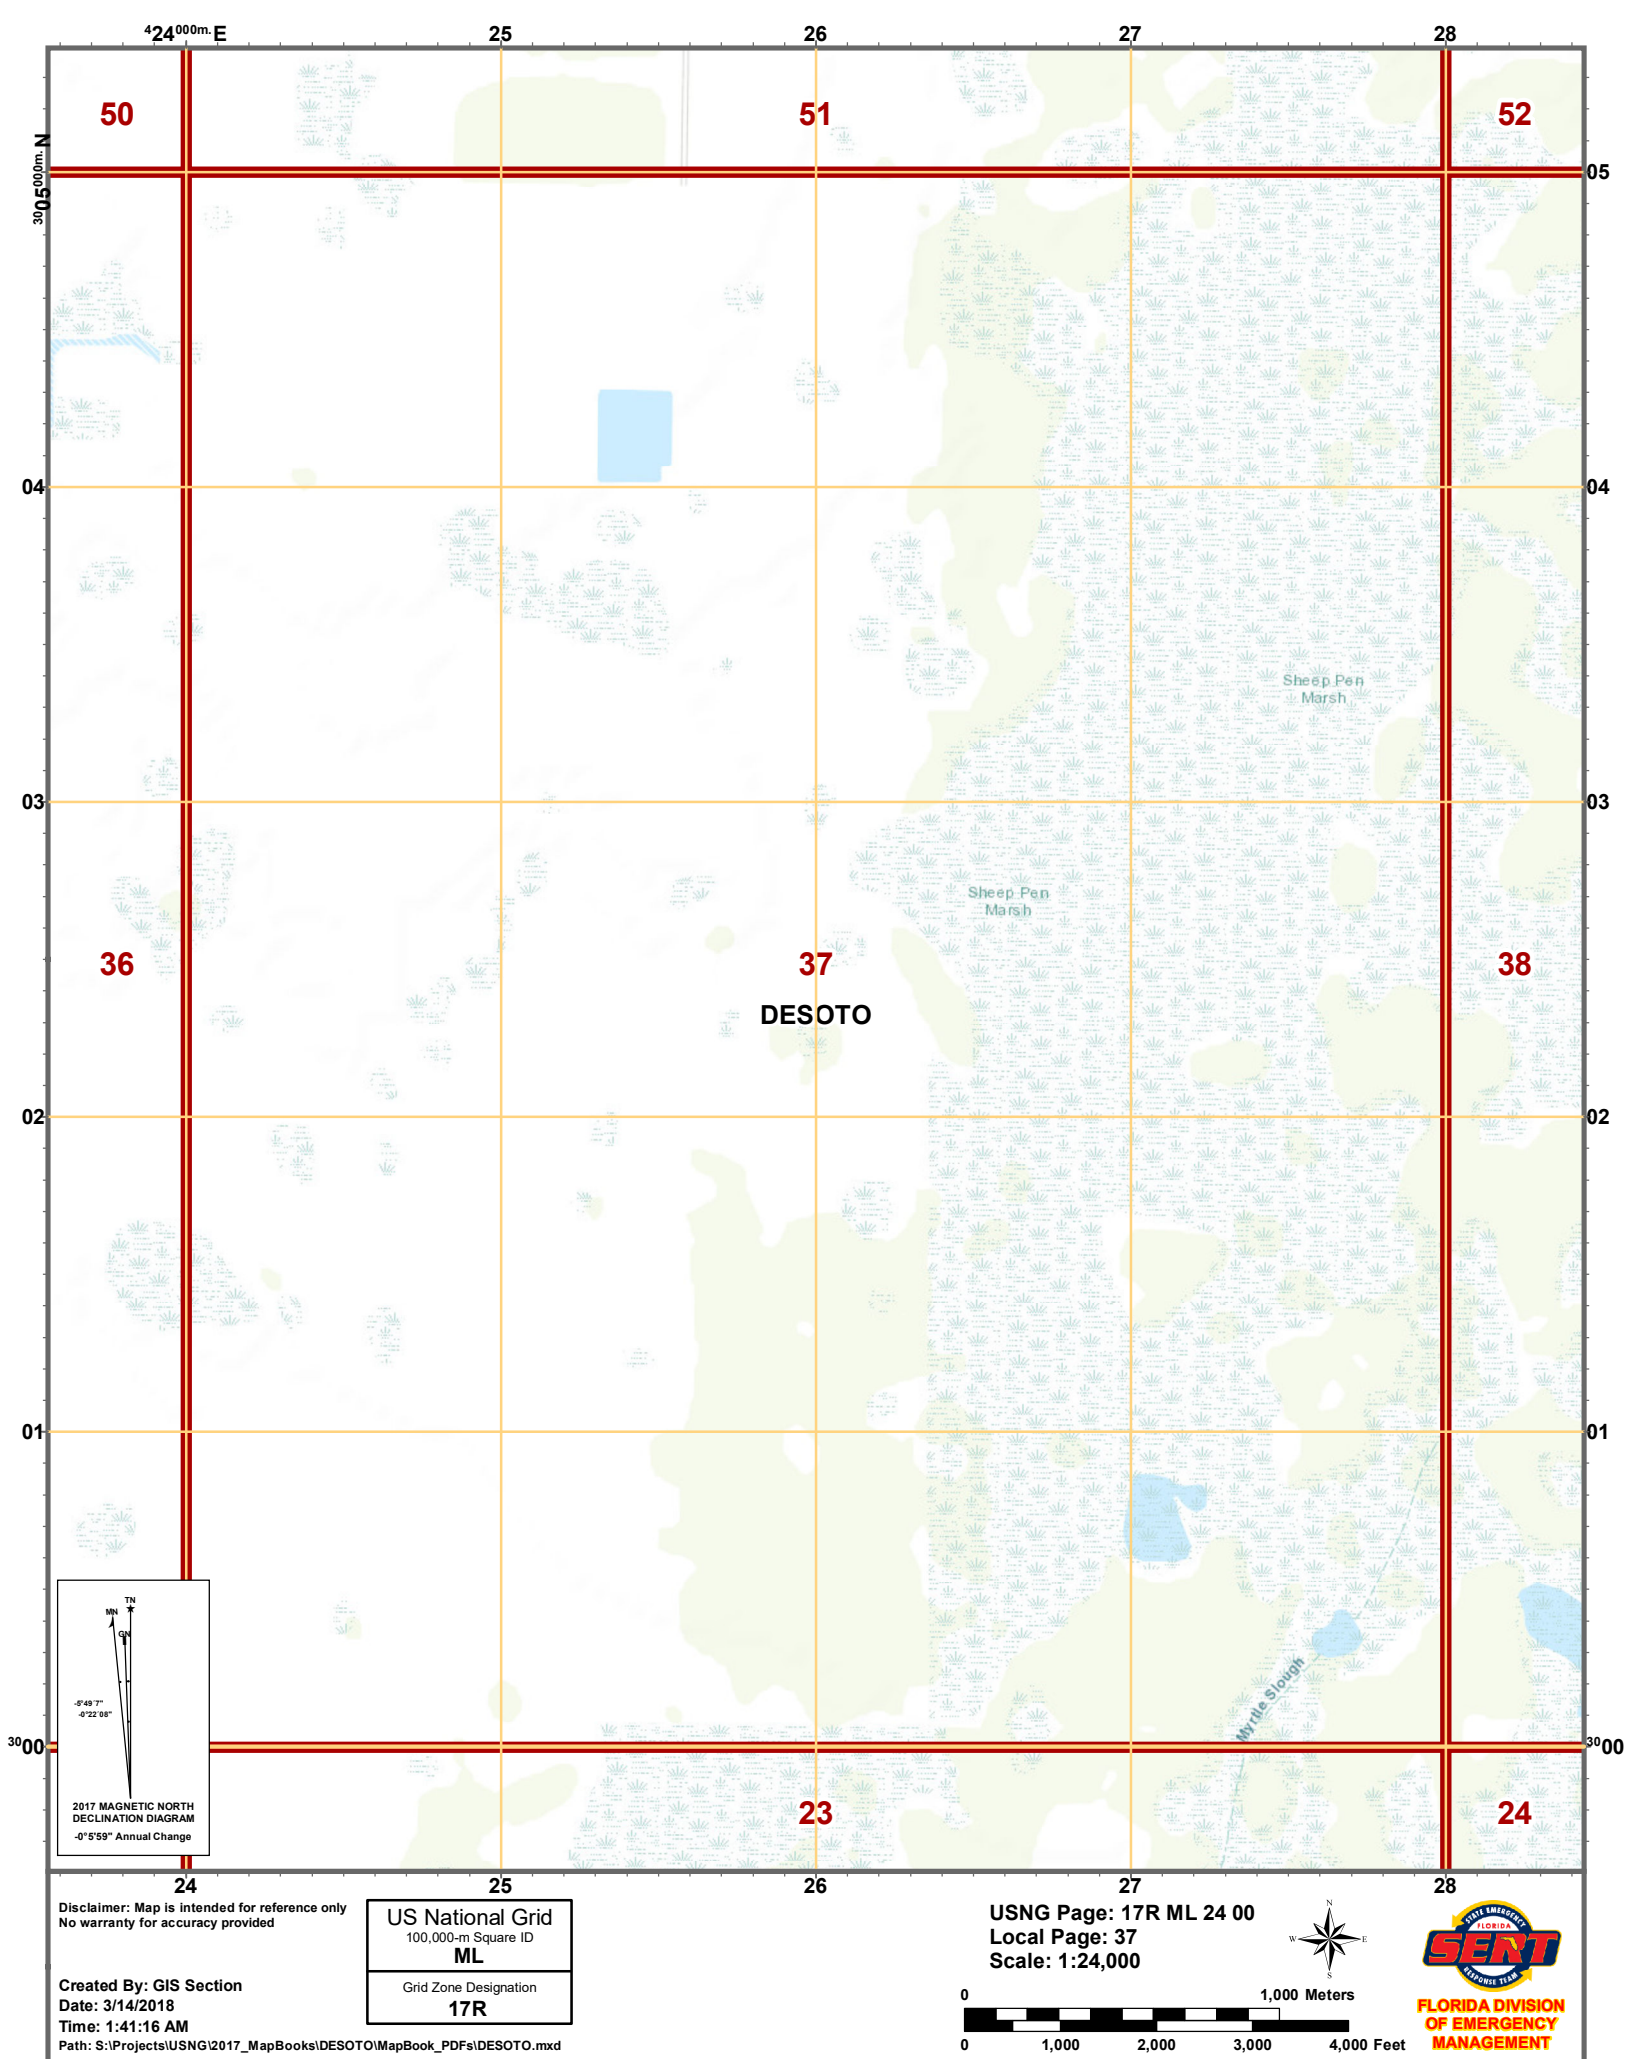 424000m. E 25 26 27 28
50 51 52
3005000m. N 05
04 04
Sheep Pen
Marsh
03 03
Sheep Pen
Marsh
36 37 38
DESOTO
02 02
01 01
Myrtle Slough
3000 3000
TN
MN
GN
-5°49'7"
-0°22'08"
2017 MAGNETIC NORTH
DECLINATION DIAGRAM
-0°5'59" Annual Change
23 24
24 25 26 27 28
Disclaimer: Map is intended for reference only
No warranty for accuracy provided
Created By: GIS Section
Date: 3/14/2018
Time: 1:41:16 AM
Path: S:\Projects\USNG\2017_MapBooks\DESOTO\MapBook_PDFs\DESOTO.mxd
US National Grid
100,000-m Square ID
ML
Grid Zone Designation
17R
USNG Page: 17R ML 24 00
Local Page: 37
Scale: 1:24,000
N
W E
S
0 1,000 Meters
0 1,000 2,000 3,000 4,000 Feet
STATE EMERGENCY
FLORIDA
SERT
RESPONSE TEAM
FLORIDA DIVISION
OF EMERGENCY
MANAGEMENT